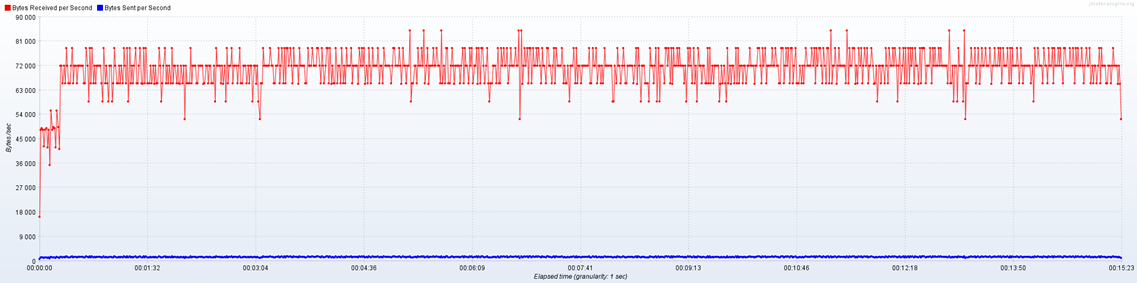 jmeter-plugins.org
Bytes Received per Second Bytes Sent per Second
90 000
81 000
72 000
63 000
54 000
45 000
36 000
27 000
18 000
9 000
0
Bytes /sec
00:00:00 00:01:32 00:03:04 00:04:36 00:06:09 00:07:41 00:09:13 00:10:46 00:12:18 00:13:50 00:15:23
Elapsed time (granularity: 1 sec)